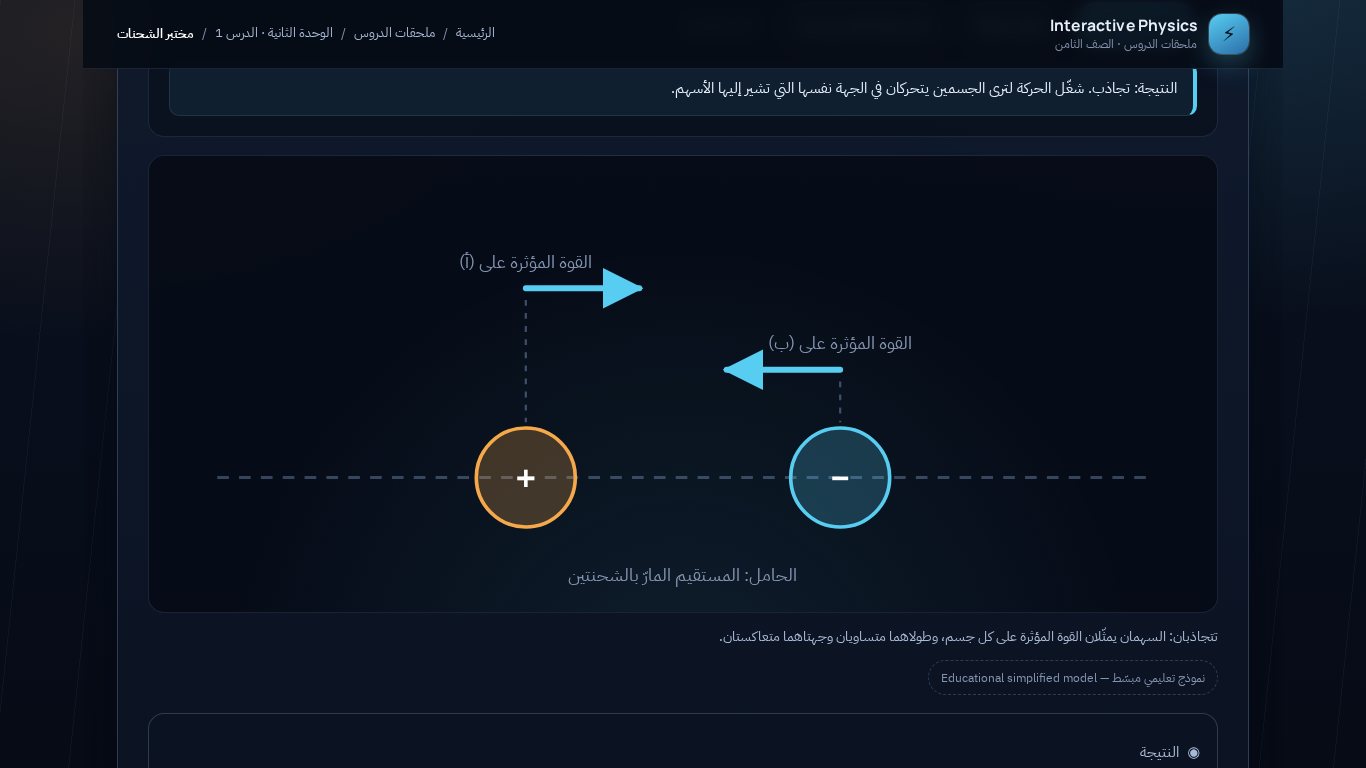 Interactive Physics
ملحقات الدروس · الصف الثامن
الرئيسية / ملحقات الدروس / الوحدة الثانية · الدرس 1 / مختبر الشحنات
النتيجة: تجاذب. شغّل الحركة لترى الجسمين يتحركان في الجهة نفسها التي تشير إليها الأسهم.
القوة المؤثرة على (أ)
القوة المؤثرة على (ب)
+
−
الحامل: المستقيم المارّ بالشحنتين
تتجاذبان: السهمان يمثّلان القوة المؤثرة على كل جسم، وطولاهما متساويان وجهتاهما متعاكستان.
نموذج تعليمي مبسّط — Educational simplified model
◉ النتيجة